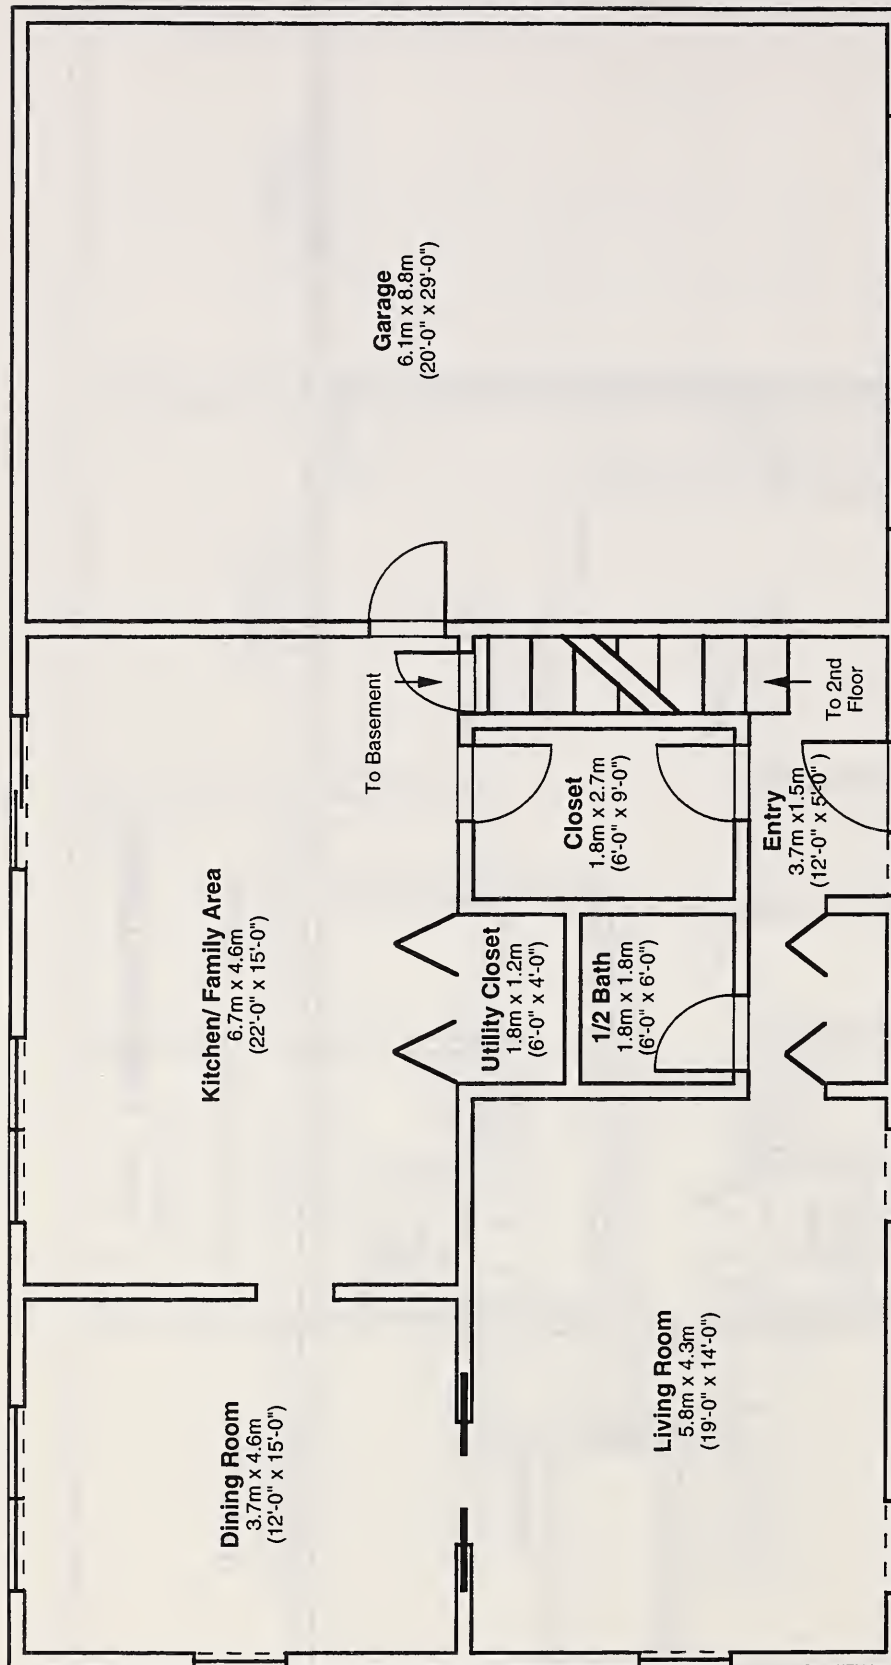 Dining Room
3.7m x 4.6m
(12'-0" x 15'-0")
Kitchen/ Family Area
6.7m x 4.6m
(22'-0" x 15'-0")
To Basement
Garage
6.1m x 8.8m
(20'-0" x 29'-0")
Utility Closet
1.8m x 1.2m
(6'-0" x 4'-0")
1/2 Bath
1.8m x 1.8m
(6'-0" x 6'-0")
Closet
1.8m x 2.7m
(6'-0" x 9'-0")
Living Room
5.8m x 4.3m
(19'-0" x 14'-0")
Entry
3.7m x1.5m
(12'-0" x 5'-0" )
To 2nd
Floor